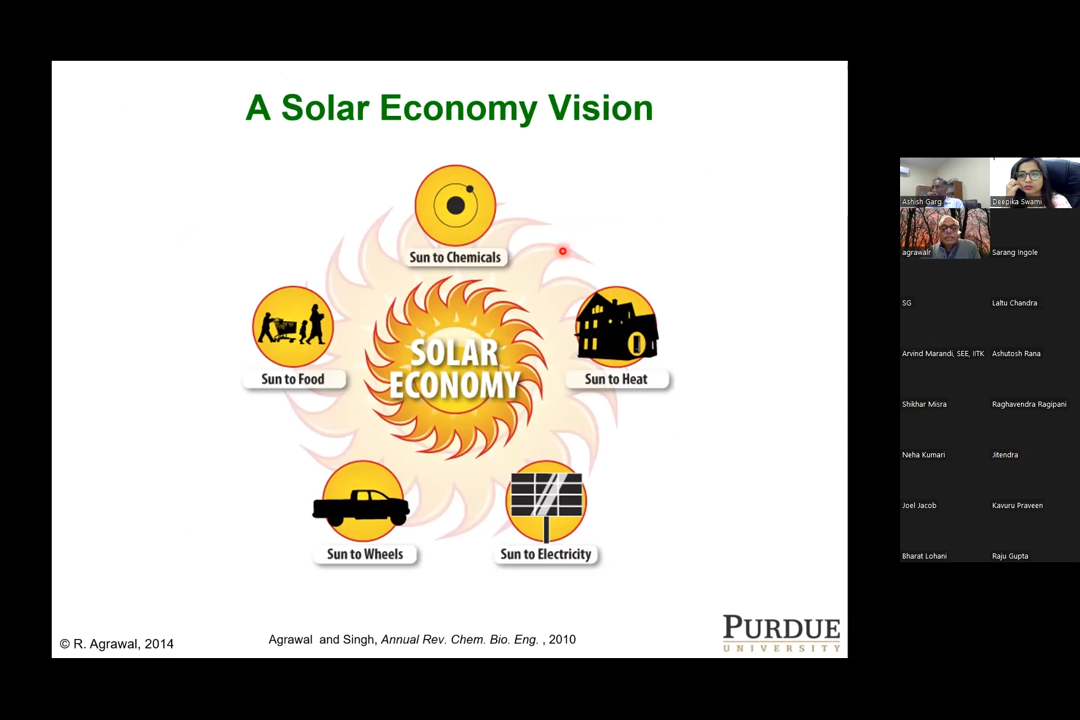 A Solar Economy Vision
Sun to Chemicals
Sun to Food
SOLAR
ECONOMY
Sun to Heat
Sun to Wheels
Sun to Electricity
© R. Agrawal, 2014
Agrawal and Singh, Annual Rev. Chem. Bio. Eng. , 2010
PURDUE
UNIVERSITY
Ashish Garg
Deepika Swami
agrawalr
Sarang Ingole
SG
Laltu Chandra
Arvind Marandi, SEE, IITK
Ashutosh Rana
Shikhar Misra
Raghavendra Ragipani
Neha Kumari
Jitendra
Joel Jacob
Kavuru Praveen
Bharat Lohani
Raju Gupta